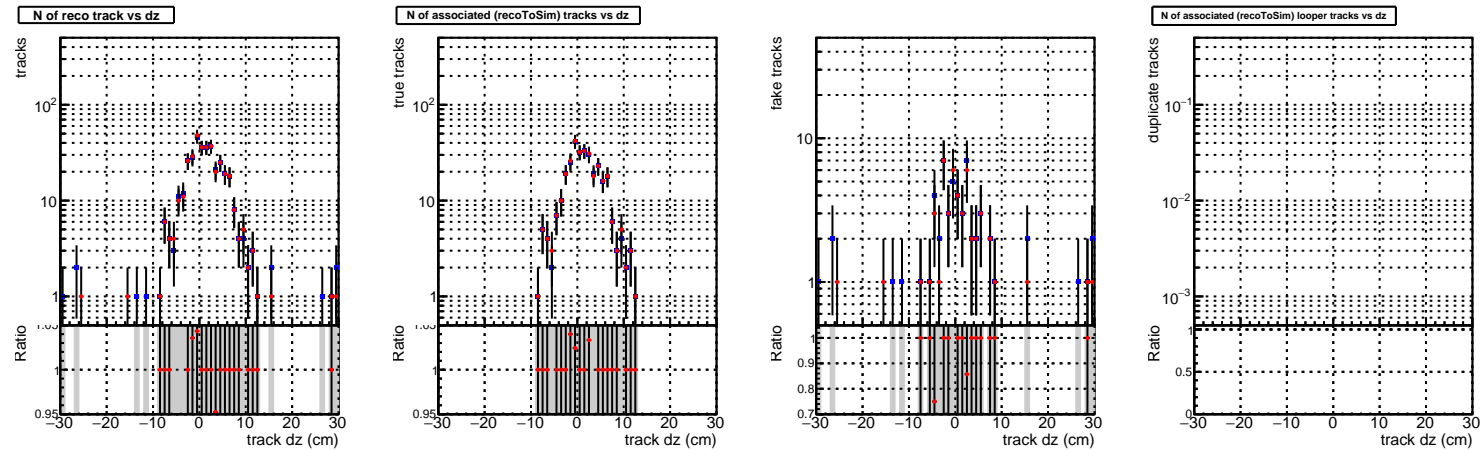 N of reco track vs dz
tracks
10²
10
1
1.05
Ratio
1
0.95
−30 −20 −10 0 10 20 30
track dz (cm)
N of associated (recoToSim) tracks vs dz
true tracks
10²
10
1
1.05
Ratio
1
0.95
−30 −20 −10 0 10 20 30
track dz (cm)
fake tracks
10
1
Ratio
1
0.9
0.8
0.7
−30 −20 −10 0 10 20 30
track dz (cm)
N of associated (recoToSim) looper tracks vs dz
duplicate tracks
10⁻¹
10⁻²
10⁻³
Ratio
1
0.5
0
−30 −20 −10 0 10 20 30
track dz (cm)